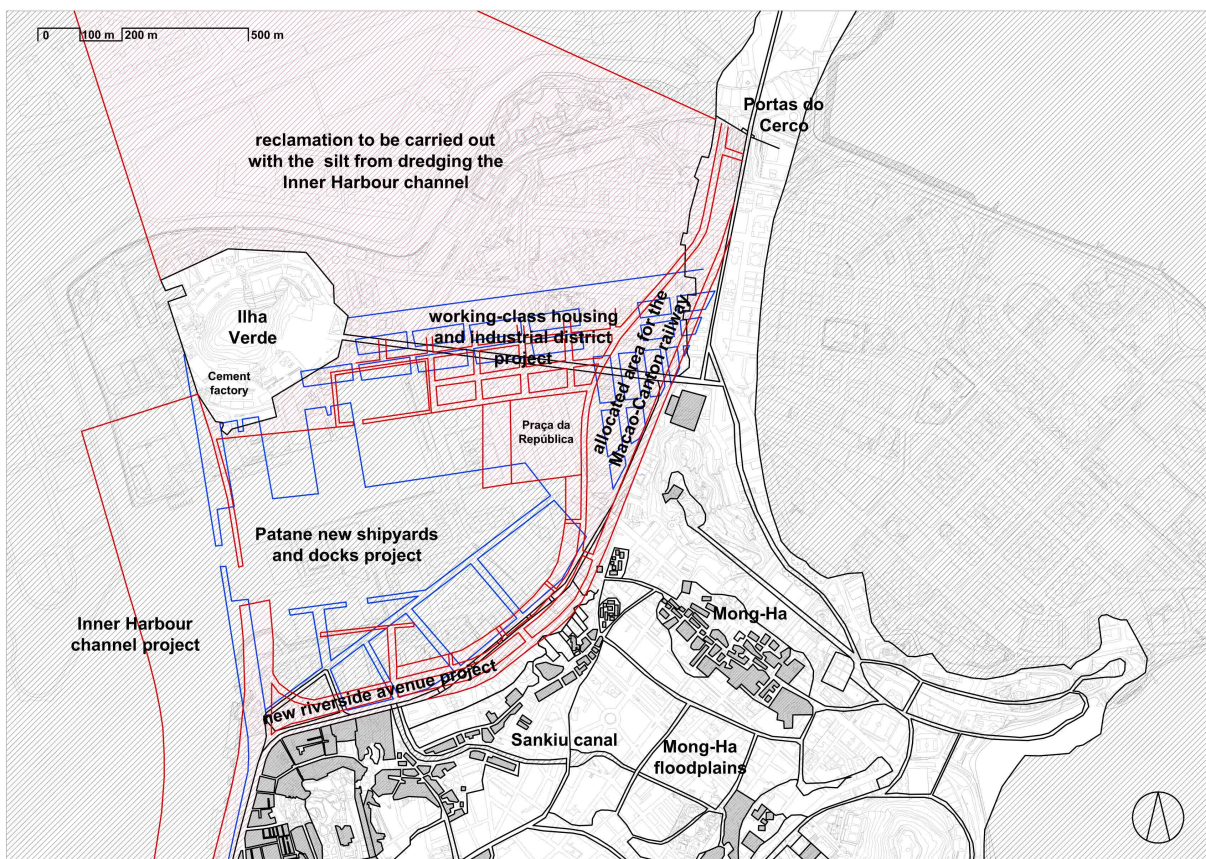 0 100 m 200 m 500 m
Portas do
Cerco
reclamation to be carried out
with the silt from dredging the
Inner Harbour channel
Ilha
Verde
working-class housing
and industrial district
project
allocated area for the
Macao-Canton railway
Cement
factory
Praça da
República
Patane new shipyards
and docks project
Inner Harbour
channel project
Mong-Ha
new riverside avenue project
Sankiu canal
Mong-Ha
floodplains